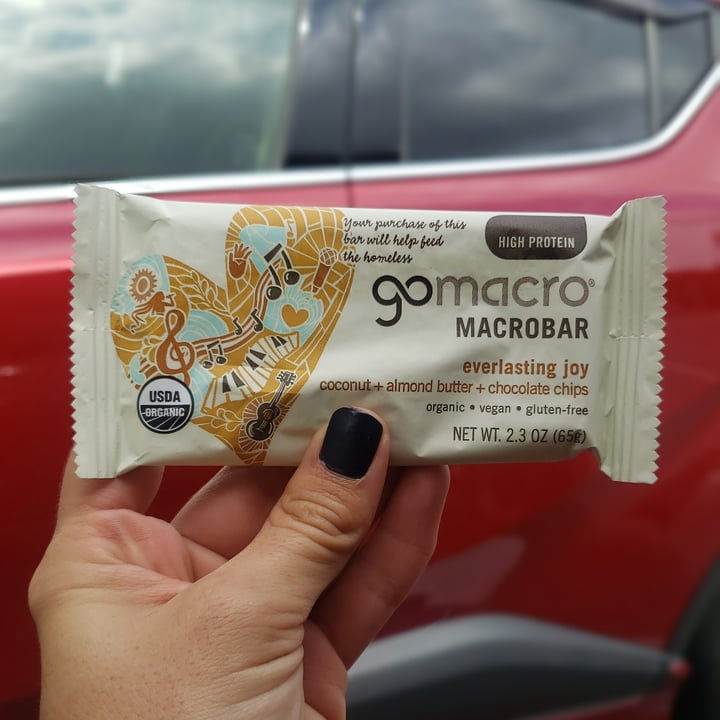 Your purchase of this
bar will help feed
the homeless
HIGH PROTEIN
gomacro®
MACROBAR
everlasting joy
coconut + almond butter + chocolate chips
organic • vegan • gluten-free
NET WT. 2.3 OZ (65g)
USDA
ORGANIC